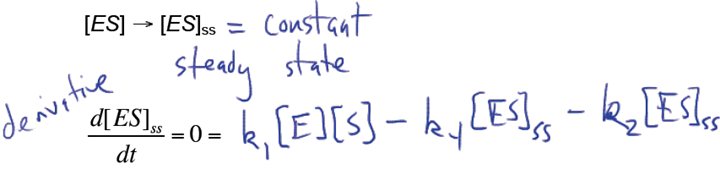 [ES] → [ES]ss = constant
steady state
derivative
d[ES]ss/dt = 0 = k1[E][S] - k-1[ES]ss - k2[ES]ss